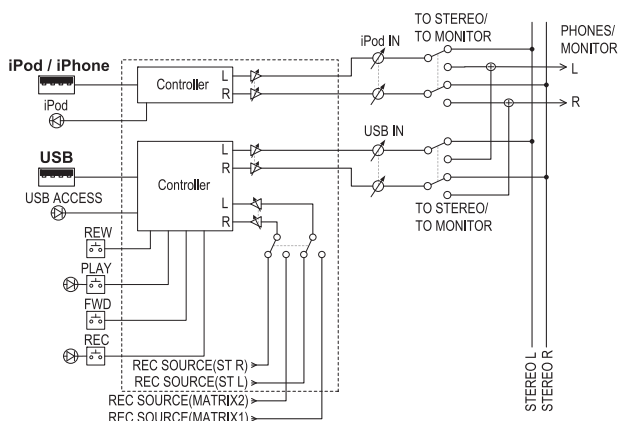 TO STEREO/
TO MONITOR
PHONES/
MONITOR
iPod IN
iPod / iPhone
Controller
L
R
L
R
iPod
USB IN
USB
Controller
L
R
USB ACCESS
L
R
TO STEREO/
TO MONITOR
REW
PLAY
FWD
REC
REC SOURCE(ST R)
REC SOURCE(ST L)
REC SOURCE(MATRIX2)
REC SOURCE(MATRIX1)
STEREO L
STEREO R